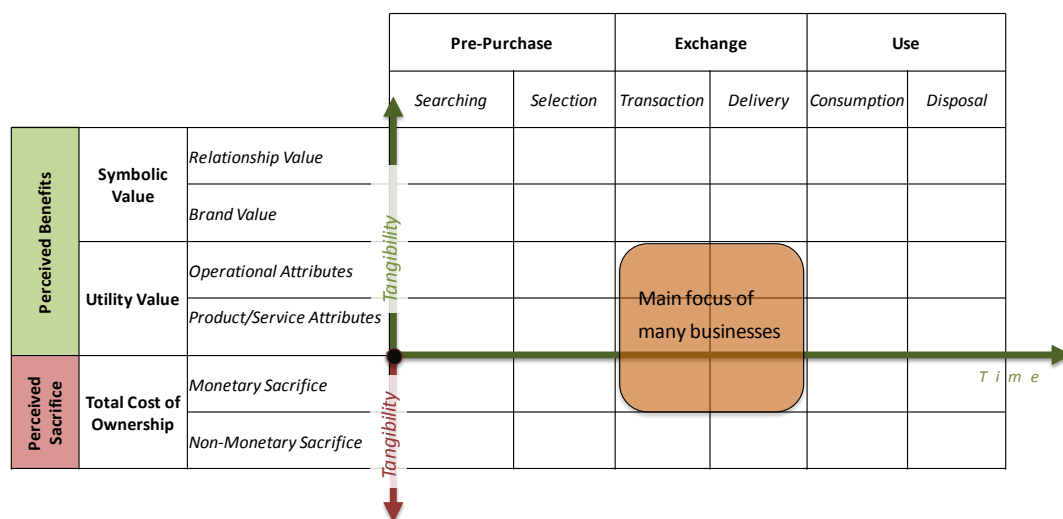 Pre-Purchase Exchange Use
Searching Selection Transaction Delivery Consumption Disposal
Perceived Benefits
Symbolic
Value
Relationship Value
Brand Value
Utility Value
Operational Attributes
Product/Service Attributes
Tangibility
Main focus of
many businesses
Time
Perceived
Sacrifice
Total Cost of
Ownership
Monetary Sacrifice
Non-Monetary Sacrifice
Tangibility